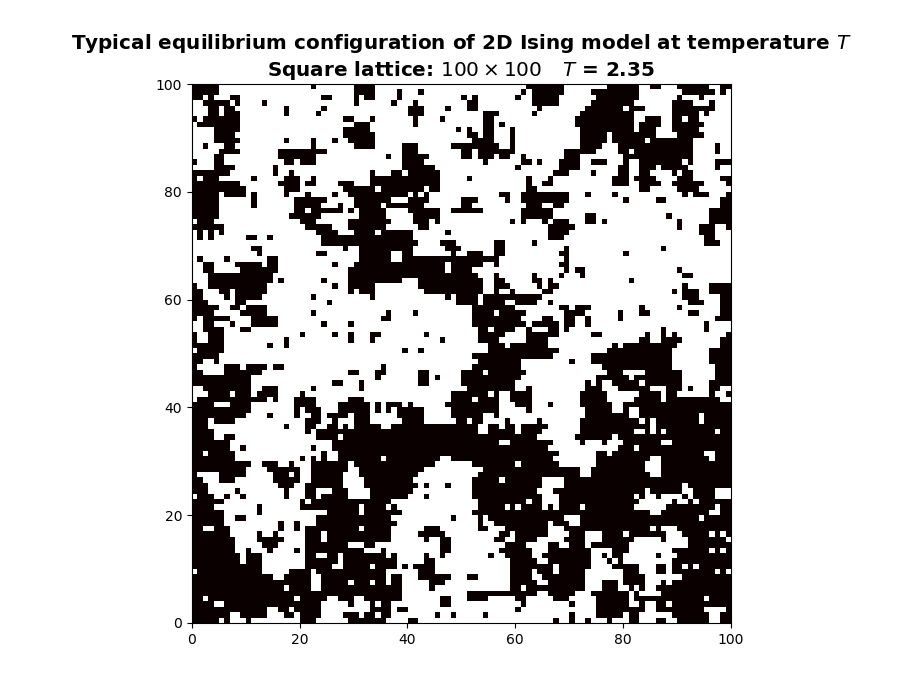 Typical equilibrium configuration of 2D Ising model at temperature T
Square lattice: 100 × 100 T = 2.35
100
80
60
40
20
0
0 20 40 60 80 100